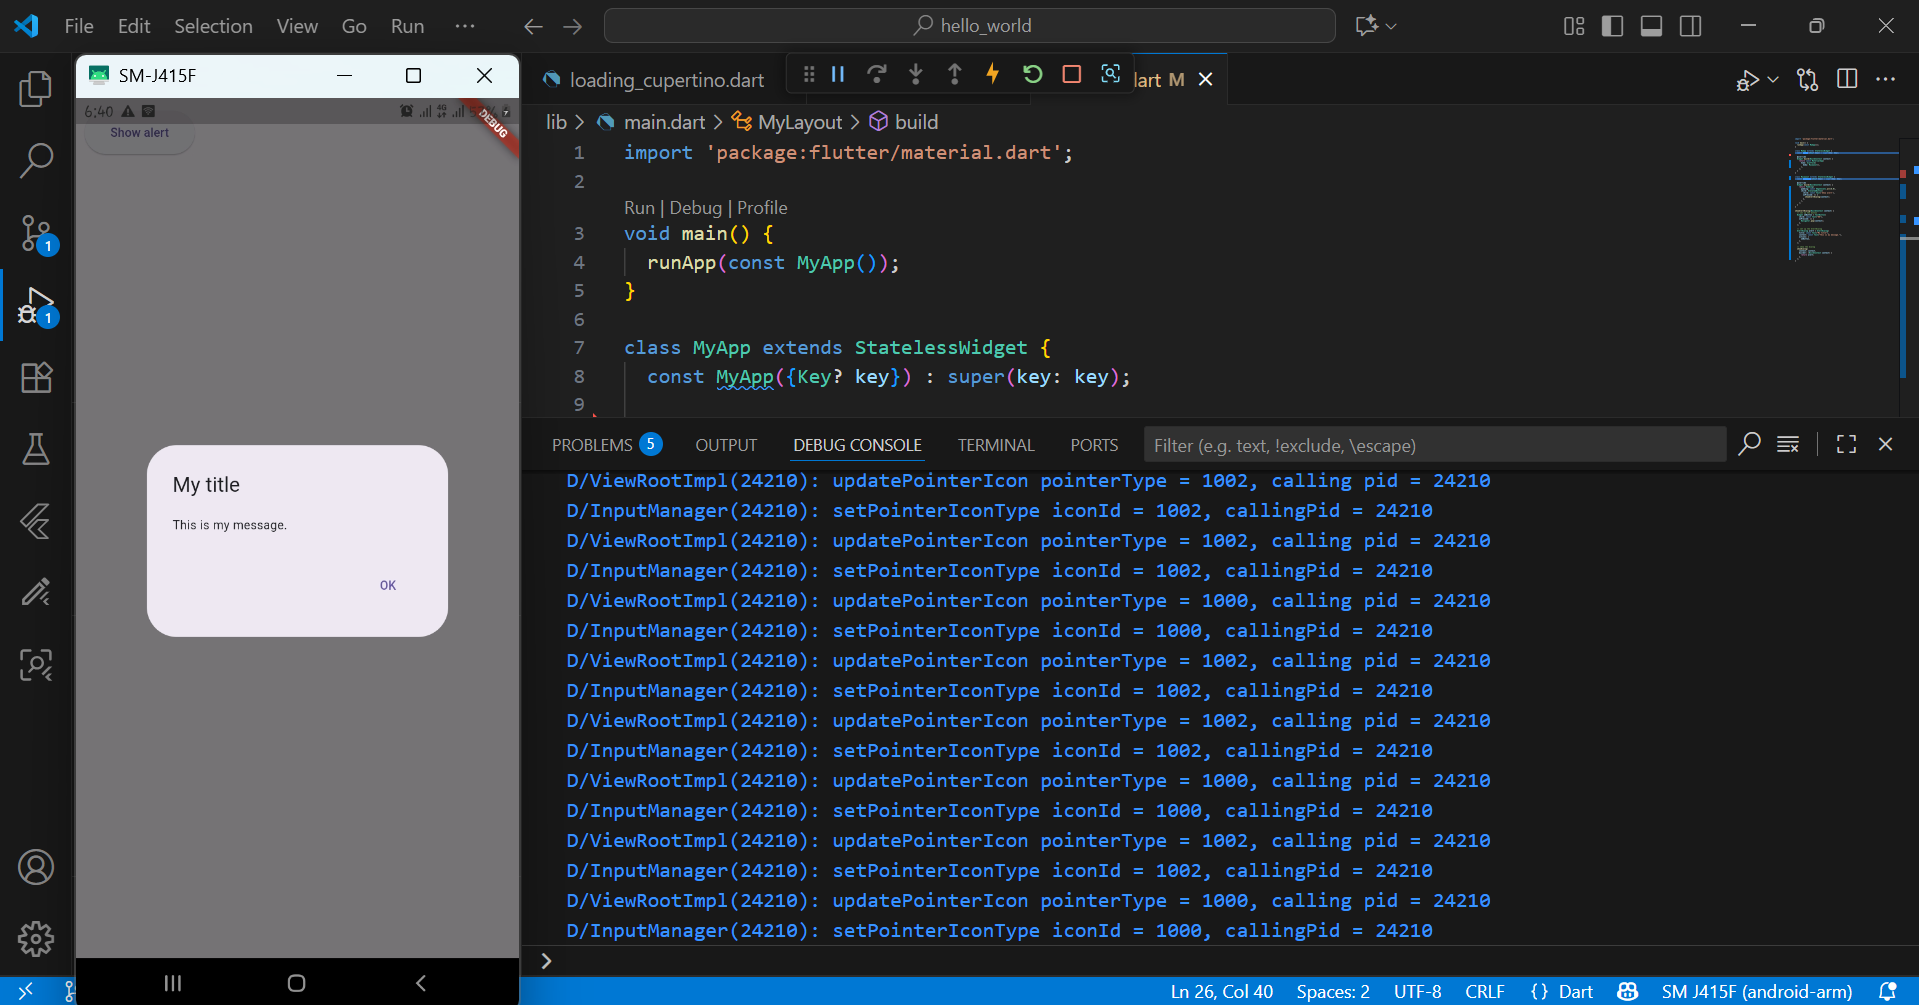 File Edit Selection View Go Run ···
hello_world
SM-J415F
6:40
DEBUG
Show alert
My title
This is my message.
OK
1
1
loading_cupertino.dart
M
lib > main.dart > MyLayout > build
1 import 'package:flutter/material.dart';
2
Run | Debug | Profile
3 void main() {
4 runApp(const MyApp());
5 }
6
7 class MyApp extends StatelessWidget {
8 const MyApp({Key? key}) : super(key: key);
9
PROBLEMS 5 OUTPUT DEBUG CONSOLE TERMINAL PORTS Filter (e.g. text, !exclude, \escape)
D/ViewRootImpl(24210): updatePointerIcon pointerType = 1002, calling pid = 24210
D/InputManager(24210): setPointerIconType iconId = 1002, callingPid = 24210
D/ViewRootImpl(24210): updatePointerIcon pointerType = 1002, calling pid = 24210
D/InputManager(24210): setPointerIconType iconId = 1002, callingPid = 24210
D/ViewRootImpl(24210): updatePointerIcon pointerType = 1000, calling pid = 24210
D/InputManager(24210): setPointerIconType iconId = 1000, callingPid = 24210
D/ViewRootImpl(24210): updatePointerIcon pointerType = 1002, calling pid = 24210
D/InputManager(24210): setPointerIconType iconId = 1002, callingPid = 24210
D/ViewRootImpl(24210): updatePointerIcon pointerType = 1002, calling pid = 24210
D/InputManager(24210): setPointerIconType iconId = 1002, callingPid = 24210
D/ViewRootImpl(24210): updatePointerIcon pointerType = 1000, calling pid = 24210
D/InputManager(24210): setPointerIconType iconId = 1000, callingPid = 24210
D/ViewRootImpl(24210): updatePointerIcon pointerType = 1002, calling pid = 24210
D/InputManager(24210): setPointerIconType iconId = 1002, callingPid = 24210
D/ViewRootImpl(24210): updatePointerIcon pointerType = 1000, calling pid = 24210
D/InputManager(24210): setPointerIconType iconId = 1000, callingPid = 24210
>
Ln 26, Col 40 Spaces: 2 UTF-8 CRLF {} Dart SM J415F (android-arm)